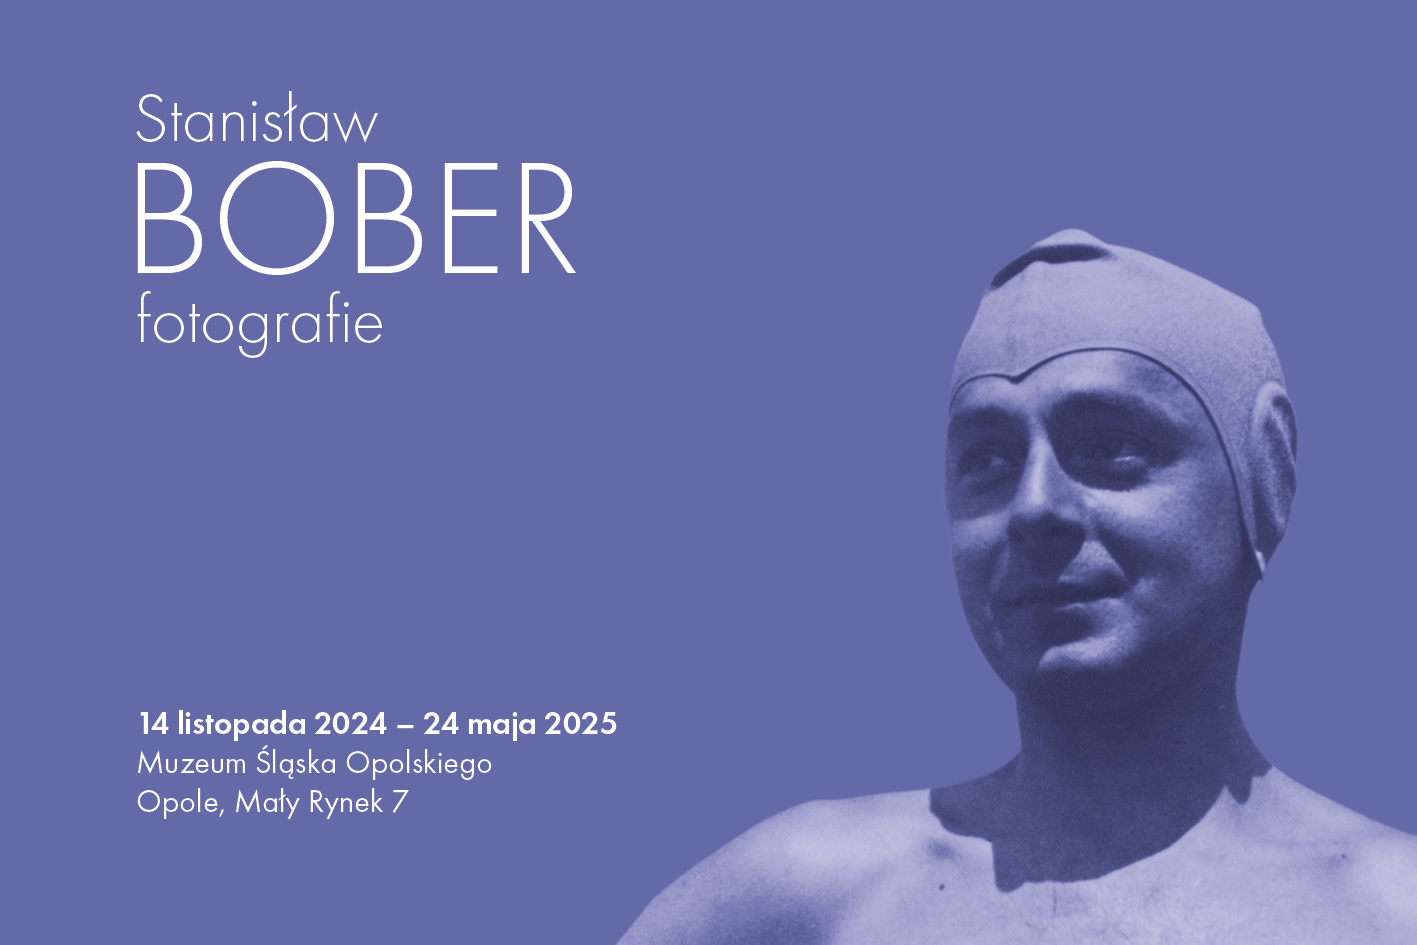 Stanisław
BOBER
fotografie
14 listopada 2024 – 24 maja 2025
Muzeum Śląska Opolskiego
Opole, Mały Rynek 7